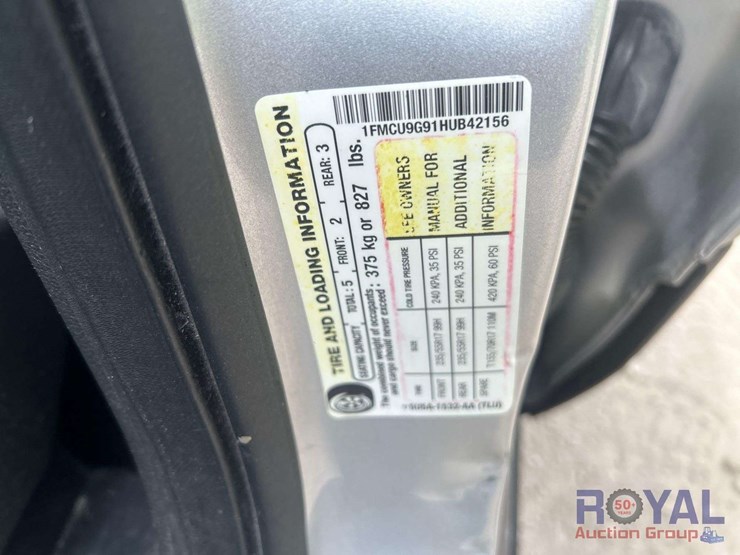 1FMCU9G91HUB42156
TIRE AND LOADING INFORMATION
SEATING CAPACITY TOTAL: 5 FRONT: 2 REAR: 3
The combined weight of occupants and cargo should never exceed: 375 kg or 827 lbs.
TIRE SIZE COLD TIRE PRESSURE
FRONT 235/55R17 99H 240 KPA, 35 PSI
REAR 235/55R17 99H 240 KPA, 35 PSI
SPARE T155/70R17 110M 420 KPA, 60 PSI
SEE OWNERS
MANUAL FOR
ADDITIONAL
INFORMATION
ROYAL
50+
YEARS
Auction Group